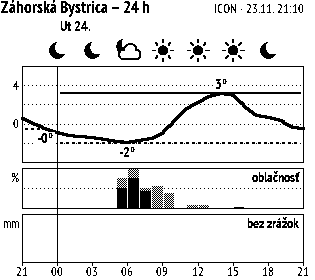 Záhorská Bystrica – 24 h
ICON - 23.11. 21:10
Ut 24.
4
3°
0
-0°
-2°
%
oblačnosť
mm
bez zrážok
21 00 03 06 09 12 15 18 21